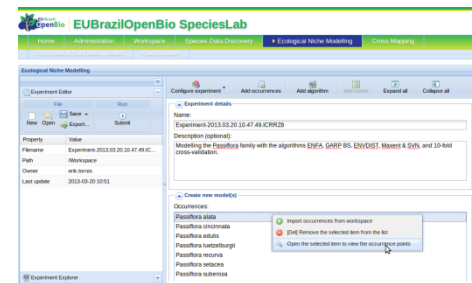 EUBrazilOpenBio SpeciesLab
Home Administration Workspace Species Data Discovery Ecological Niche Modelling Cross Mapping
Ecological Niche Modelling
Experiment Editor
File Run
New Open Save Export... Submit
Property Value
Filename Experiment-2013.03.20.10.47.49.IC...
Path /Workspace
Owner erik.torres
Last update 2013-03-20 10:51
Experiment Explorer
Configure experiment Add occurrences Add algorithm Add model Expand all Collapse all
Experiment details
Name:
Experiment-2013.03.20.10.47.49.ICRRZB
Description (optional):
Modelling the Passiflora family with the algorithms ENFA, GARP BS, ENVDIST, Maxent & SVN, and 10-fold
cross-validation.
Create new model(s)
Occurrences:
Passiflora alata
Passiflora cincinnata
Passiflora edulis
Passiflora luetzelburgii
Passiflora recurva
Passiflora setacea
Passiflora suberosa
Import occurrences from workspace
[Del] Remove the selected item from the list
Open the selected item to view the occurrence points